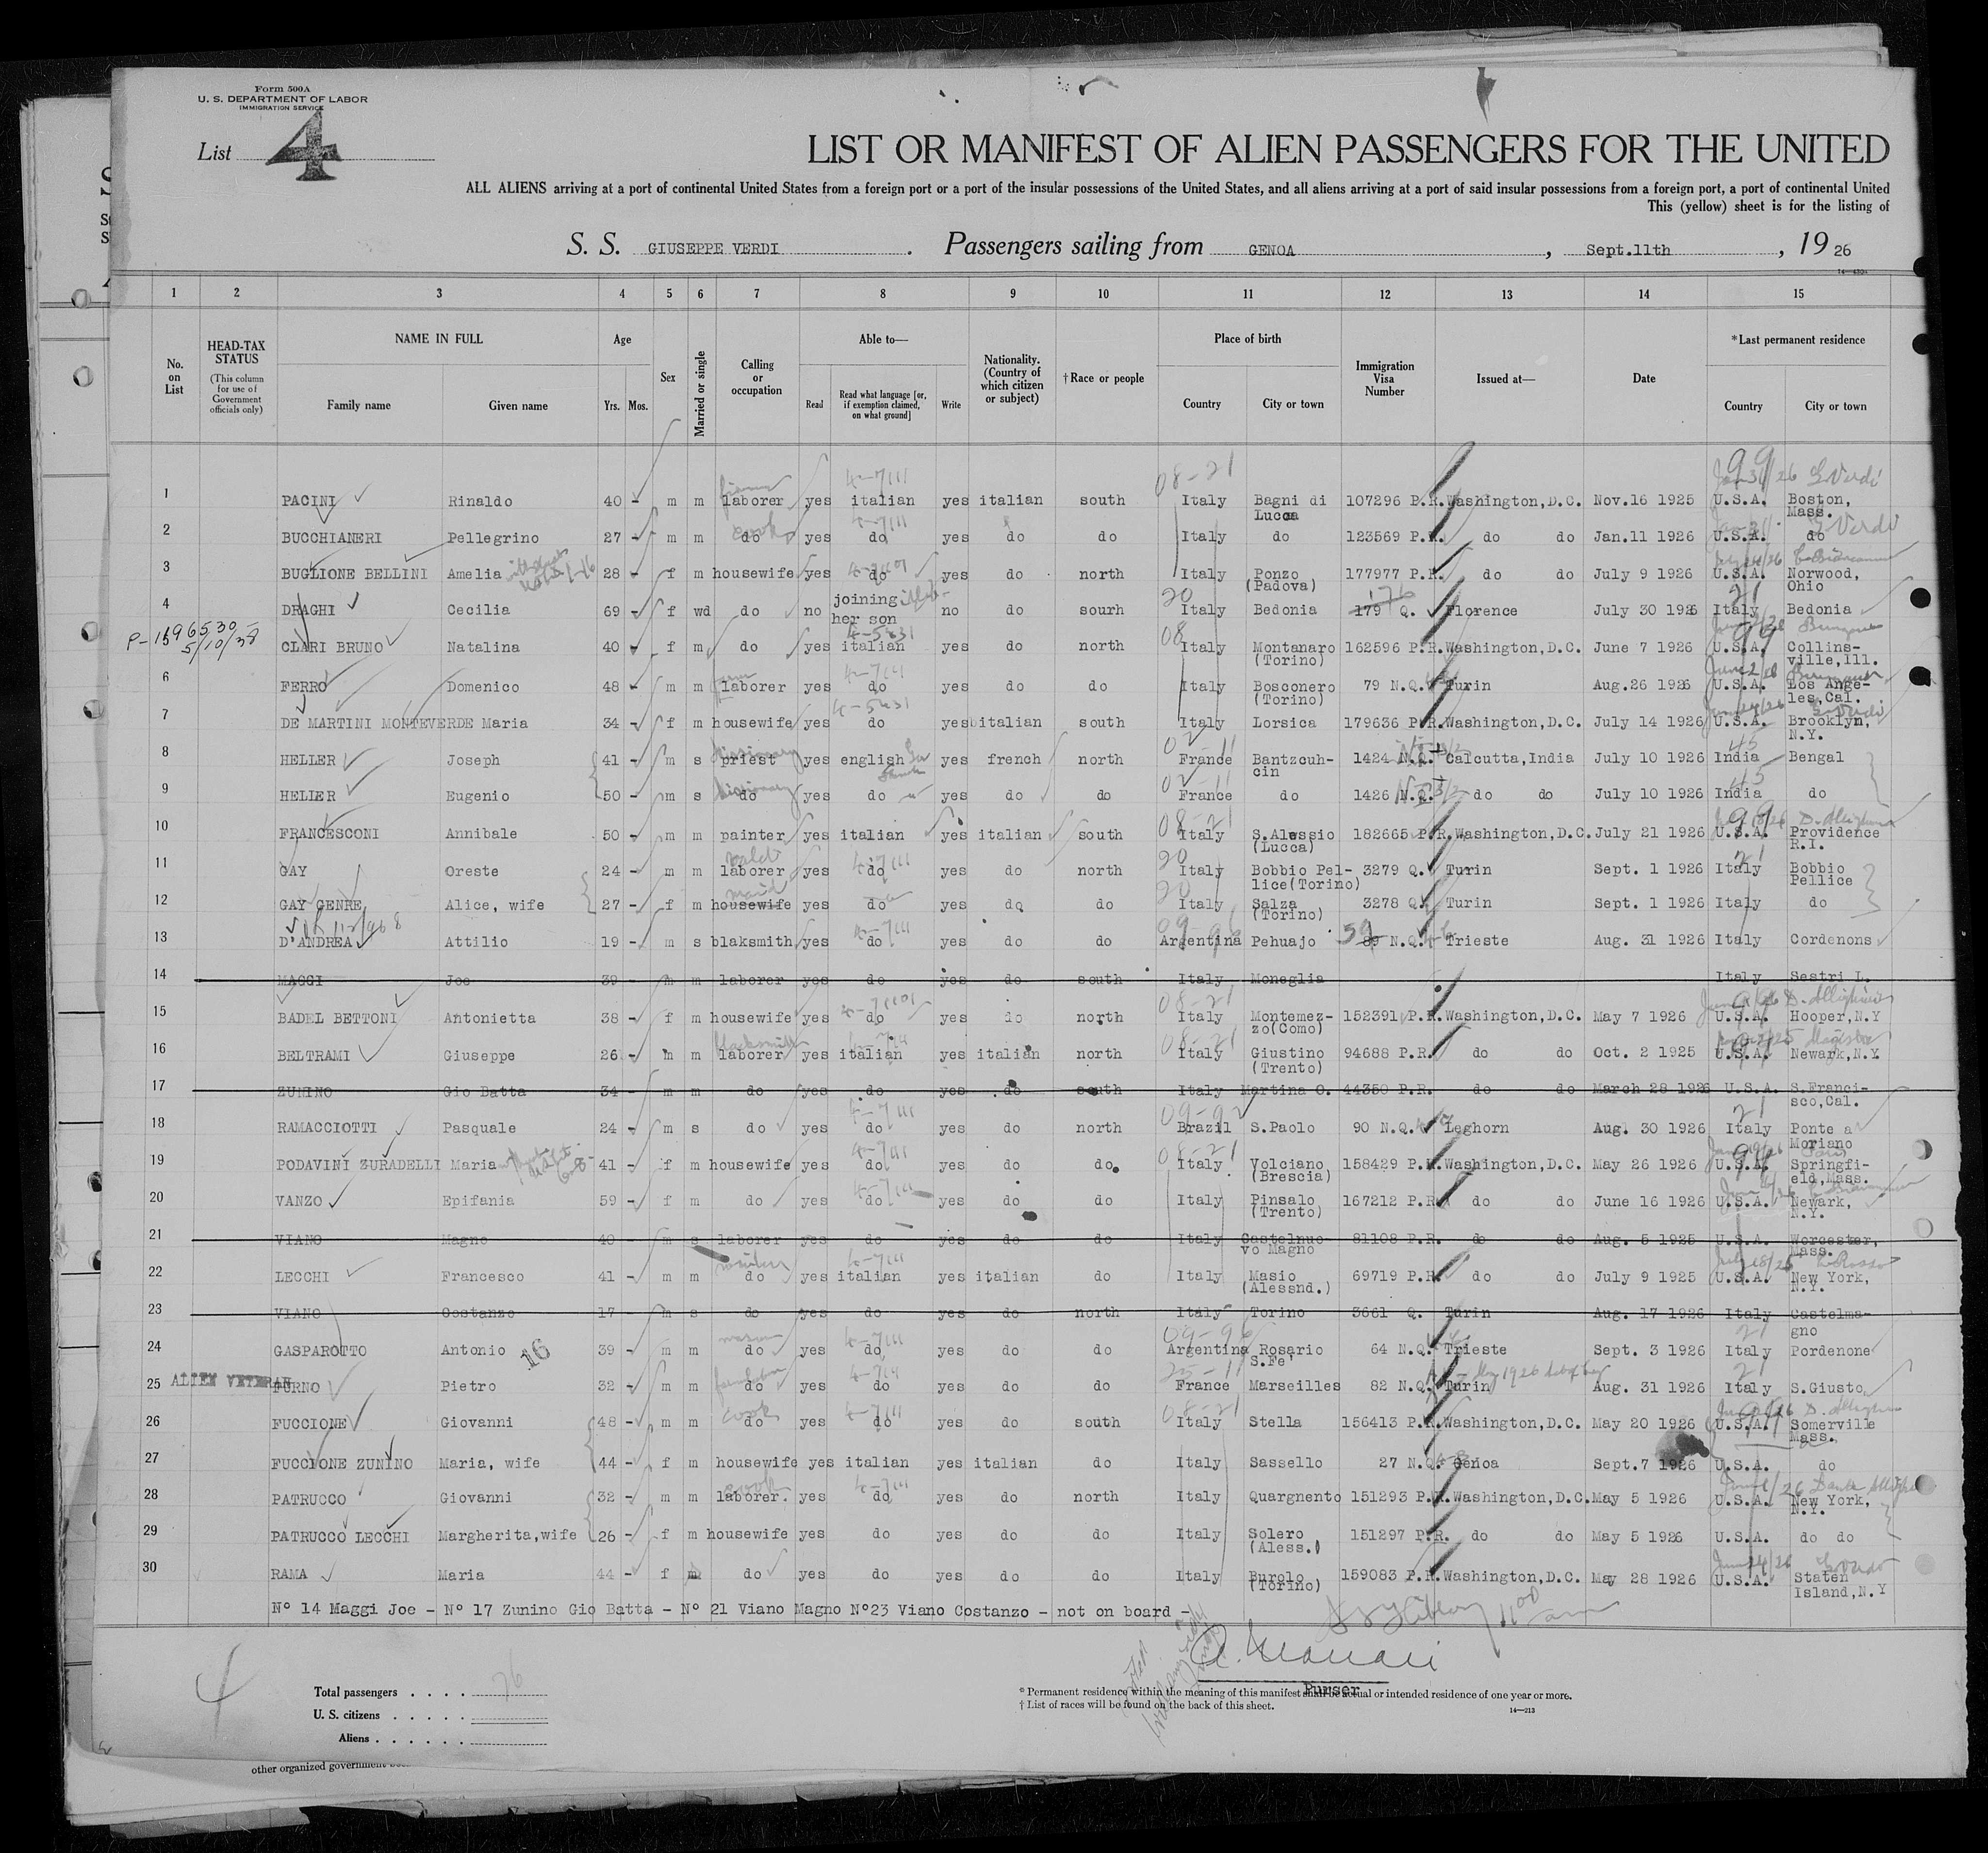 Form 500A
U. S. DEPARTMENT OF LABOR
IMMIGRATION SERVICE
List 4
LIST OR MANIFEST OF ALIEN PASSENGERS FOR THE UNITED
ALL ALIENS arriving at a port of continental United States from a foreign port or a port of the insular possessions of the United States, and all aliens arriving at a port of said insular possessions from a foreign port, a port of continental United
This (yellow) sheet is for the listing of
S. S. GIUSEPPE VERDI . Passengers sailing from GENOA , Sept.11th , 19 26
1 2 3 4 5 6 7 8 9 10 11 12 13 14 15
No. on List HEAD-TAX STATUS (This column for use of Government officials only) NAME IN FULL Family name Given name Age Yrs. Mos. Sex Married or single Calling or occupation Able to— Read Read what language [or, if exemption claimed, on what ground] Write Nationality. (Country of which citizen or subject) † Race or people Place of birth Country City or town Immigration Visa Number Issued at— Date *Last permanent residence Country City or town
1 PACINI Rinaldo 40 - m m laborer yes italian yes italian south Italy Bagni di Lucca 107296 P.R. Washington,D.C. Nov.16 1925 U.S.A. Boston, Mass.
2 BUCCHIANERI Pellegrino 27 - m m do yes do yes do do Italy do 123569 P.R. do do Jan.11 1926 U.S.A. do
3 BUGLIONE BELLINI Amelia 28 - f m housewife yes do yes do north Italy Ponzo (Padova) 177977 P.R. do do July 9 1926 U.S.A. Norwood, Ohio
4 DRAGHI Cecilia 69 - f wd do no joining her son no do sourh Italy Bedonia 179 Q. Florence July 30 1926 Italy Bedonia
5 CLARI BRUNO Natalina 40 - f m do yes italian yes do north Italy Montanaro (Torino) 162596 P.R. Washington,D.C. June 7 1926 U.S.A. Collins-ville,Ill.
6 FERRO Domenico 48 - m m laborer yes do yes do do Italy Bosconero (Torino) 79 N.Q. Turin Aug.26 1926 U.S.A. Los Ange-les,Cal.
7 DE MARTINI MONTEVERDE Maria 34 - f m housewife yes do yes italian south Italy Lorsica 179636 P.R. Washington,D.C. July 14 1926 U.S.A. Brooklyn, N.Y.
8 HELLER Joseph 41 - m s priest yes english yes french north France Bantzcuh-cin 1424 N.Q. Calcutta,India July 10 1926 India Bengal
9 HELLER Eugenio 50 - m s do yes do yes do do France do 1426 N.Q. do do July 10 1926 India do
10 FRANCESCONI Annibale 50 - m m painter yes italian yes italian south Italy S.Alessio (Lucca) 182665 P.R. Washington,D.C. July 21 1926 U.S.A. Providence R.I.
11 GAY Oreste 24 - m m laborer yes do yes do north Italy Bobbio Pel-lice(Torino) 3279 Q. Turin Sept. 1 1926 Italy Bobbio Pellice
12 GAY GENRE Alice, wife 27 - f m housewife yes do yes do do Italy Salza (Torino) 3278 Q. Turin Sept. 1 1926 Italy do
13 D'ANDREA Attilio 19 - m s blaksmith yes do yes do do Argentina Pehuajo 59 89 N.Q. Trieste Aug. 31 1926 Italy Cordenons
14 MAGGI Joe 39 m m laborer yes do yes do south Italy Moneglia Italy Sestri L.
15 BADEL BETTONI Antonietta 38 - f m housewife yes do yes do north Italy Montemez-zo(Como) 152391 P.R. Washington,D.C. May 7 1926 U.S.A. Hooper,N.Y
16 BELTRAMI Giuseppe 26 - m m laborer yes italian yes italian north Italy Giustino (Trento) 94688 P.R. do do Oct. 2 1925 U.S.A. Newark,N.Y
17 ZUNINO Gio Batta 34 - m m do yes do yes do south Italy Martina O. 44350 P.R. do do March 28 1926 U.S.A. S.Franci-sco,Cal.
18 RAMACCIOTTI Pasquale 24 - m s do yes do yes do north Brazil S.Paolo 90 N.Q. Leghorn Aug. 30 1926 Italy Ponte a Moriano
19 PODAVINI ZURADELLI Maria 41 - f m housewife yes do yes do do Italy Volciano (Brescia) 158429 P.R. Washington,D.C. May 26 1926 U.S.A. Springfi-eld,Mass.
20 VANZO Epifania 59 - f m do yes do yes do do Italy Pinsalo (Trento) 167212 P.R. do do June 16 1926 U.S.A. Newark, N.Y.
21 VIANO Magno 40 - m s laborer yes do yes do do Italy Castelnuo-vo Magno 81108 P.R. do do Aug. 5 1925 U.S.A. Worcester, Mass.
22 LECCHI Francesco 41 - m m do yes italian yes italian do Italy Masio (Alessnd.) 69719 P.R. do do July 9 1925 U.S.A. New York, N.Y.
23 VIANO Costanzo 17 - m s do yes do yes do north Italy Torino 3661 Q. Turin Aug. 17 1926 Italy Castelma-gno
24 GASPAROTTO Antonio 16 39 - m m do yes do yes do do Argentina Rosario S.Fe' 64 N.Q. Trieste Sept. 3 1926 Italy Pordenone
25 ALIEN VETERAN FURNO Pietro 32 - m m do yes do yes do do France Marseilles 82 N.Q. Turin Aug. 31 1926 Italy S.Giusto
26 FUCCIONE Giovanni 48 - m m do yes do yes do south Italy Stella 156413 P.R. Washington,D.C. May 20 1926 U.S.A. Somerville Mass.
27 FUCCIONE ZUNINO Maria, wife 44 - f m housewife yes italian yes italian do Italy Sassello 27 N.Q. Genoa Sept.7 1926 U.S.A. do
28 PATRUCCO Giovanni 32 - m m laborer. yes do yes do north Italy Quargnento 151293 P.R. Washington,D.C. May 5 1926 U.S.A. New York, N.Y.
29 PATRUCCO LECCHI Margherita,wife 26 - f m housewife yes do yes do do Italy Solero (Aless.) 151297 P.R. do do May 5 1926 U.S.A. do do
30 RAMA Maria 44 - f m do yes do yes do do Italy Burolo (Torino) 159083 P.R. Washington,D.C. May 28 1926 U.S.A. Staten Island,N.Y
Nº 14 Maggi Joe - Nº 17 Zunino Gio Batta - Nº 21 Viano Magno Nº23 Viano Costanzo - not on board -
Purser
4
Total passengers . . . . 26
U. S. citizens . . . . .
Aliens . . . . . .
* Permanent residence within the meaning of this manifest shall be actual or intended residence of one year or more.
† List of races will be found on the back of this sheet.
14—213
other organized government